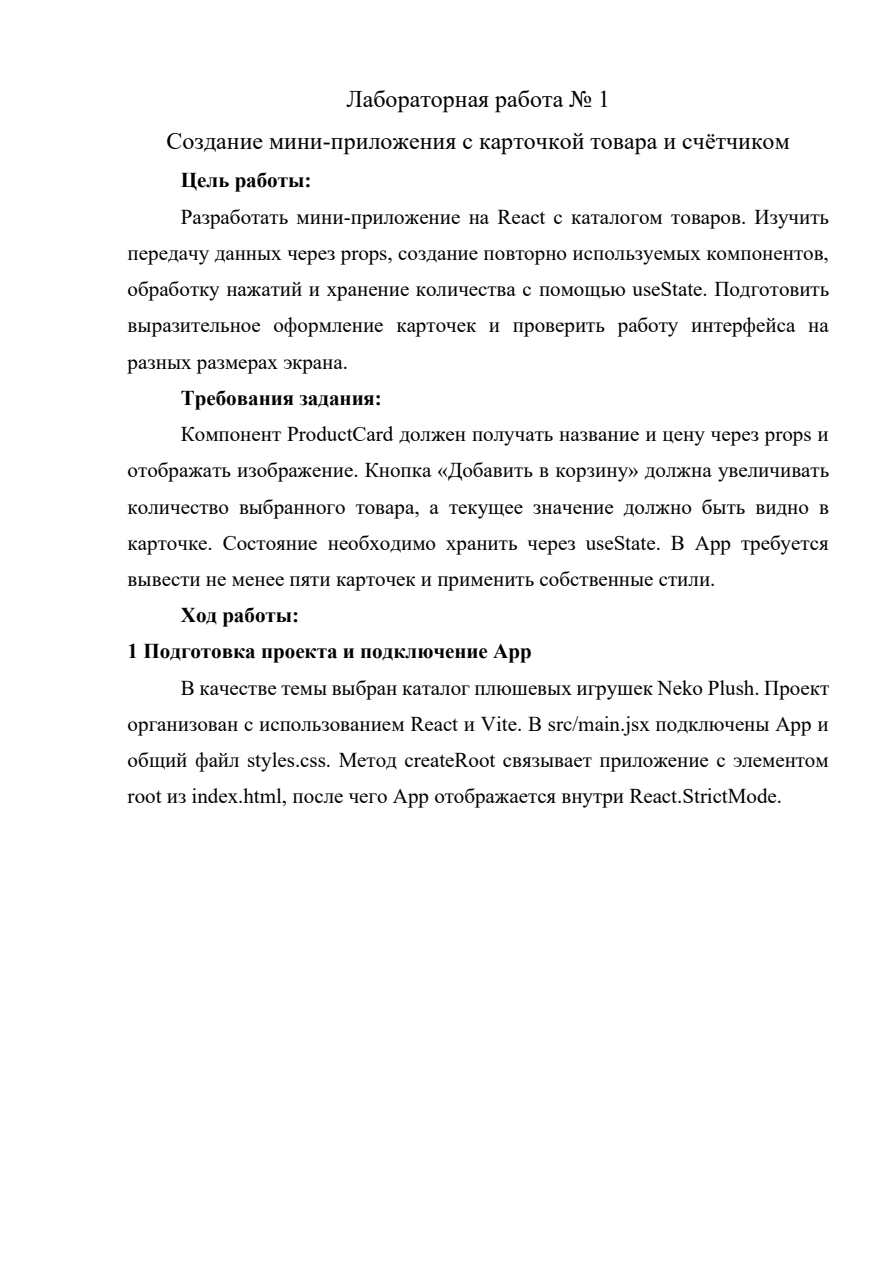 Лабораторная работа № 1
Создание мини-приложения с карточкой товара и счётчиком
Цель работы:
Разработать мини-приложение на React с каталогом товаров. Изучить
передачу данных через props, создание повторно используемых компонентов,
обработку нажатий и хранение количества с помощью useState. Подготовить
выразительное оформление карточек и проверить работу интерфейса на
разных размерах экрана.
Требования задания:
Компонент ProductCard должен получать название и цену через props и
отображать изображение. Кнопка «Добавить в корзину» должна увеличивать
количество выбранного товара, а текущее значение должно быть видно в
карточке. Состояние необходимо хранить через useState. В App требуется
вывести не менее пяти карточек и применить собственные стили.
Ход работы:
1 Подготовка проекта и подключение App
В качестве темы выбран каталог плюшевых игрушек Neko Plush. Проект
организован с использованием React и Vite. В src/main.jsx подключены App и
общий файл styles.css. Метод createRoot связывает приложение с элементом
root из index.html, после чего App отображается внутри React.StrictMode.